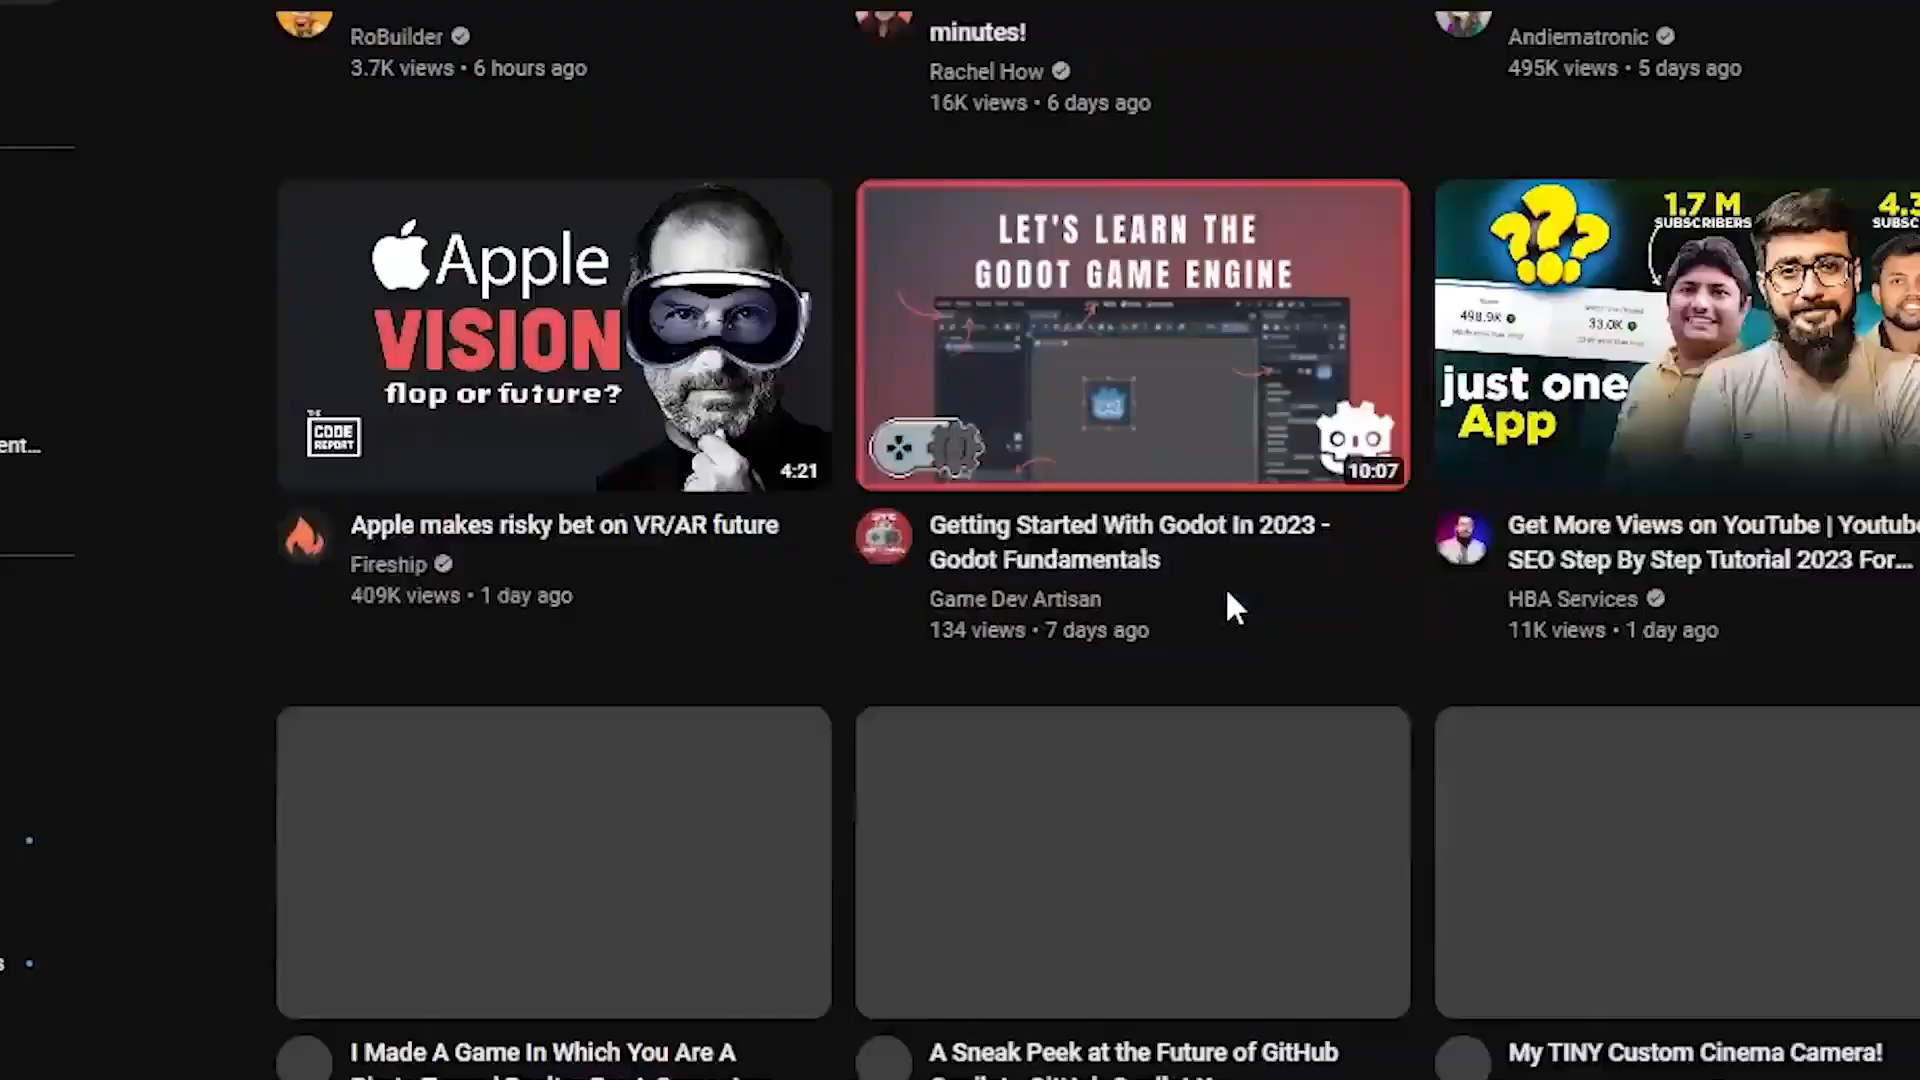 RoBuilder
3.7K views • 6 hours ago
minutes!
Rachel How
16K views • 6 days ago
Andiematronic
495K views • 5 days ago
ent...
Apple
VISION
flop or future?
THE
CODE
REPORT
4:21
Apple makes risky bet on VR/AR future
Fireship
409K views • 1 day ago
LET'S LEARN THE
GODOT GAME ENGINE
10:07
Getting Started With Godot In 2023 -
Godot Fundamentals
Game Dev Artisan
134 views • 7 days ago
???
1.7 M
SUBSCRIBERS
4.3
SUBSC
498.9K
33.0K
just one
App
Get More Views on YouTube | Youtube
SEO Step By Step Tutorial 2023 For...
HBA Services
11K views • 1 day ago
s
I Made A Game In Which You Are A
A Sneak Peek at the Future of GitHub
My TINY Custom Cinema Camera!